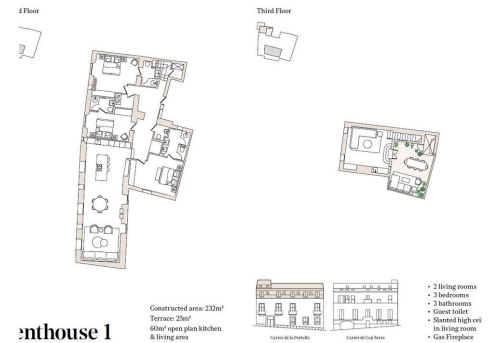 d Floor
Third Floor
enthouse 1
Constructed area: 232m²
Terrace: 25m²
60m² open plan kitchen
& living area
Carrer de la Portella
Carrer de Can Serra
• 2 living rooms
• 3 bedrooms
• 3 bathrooms
• Guest toilet
• Slanted high cei
in living room
• Gas Fireplace